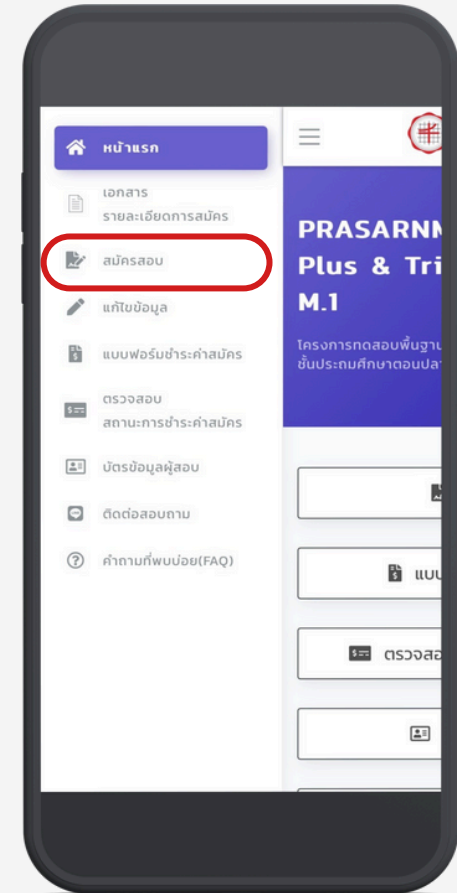 หน้าแรก
เอกสาร
รายละเอียดการสมัคร
สมัครสอบ
แก้ไขข้อมูล
แบบฟอร์มชำระค่าสมัคร
ตรวจสอบ
สถานะการชำระค่าสมัคร
บัตรข้อมูลผู้สอบ
ติดต่อสอบถาม
คำถามที่พบบ่อย(FAQ)
Plus & Tri
M.1
โครงการทดสอบพื้นฐาน
ชั้นประถมศึกษาตอนปลา
แบบ
ตรวจสอ